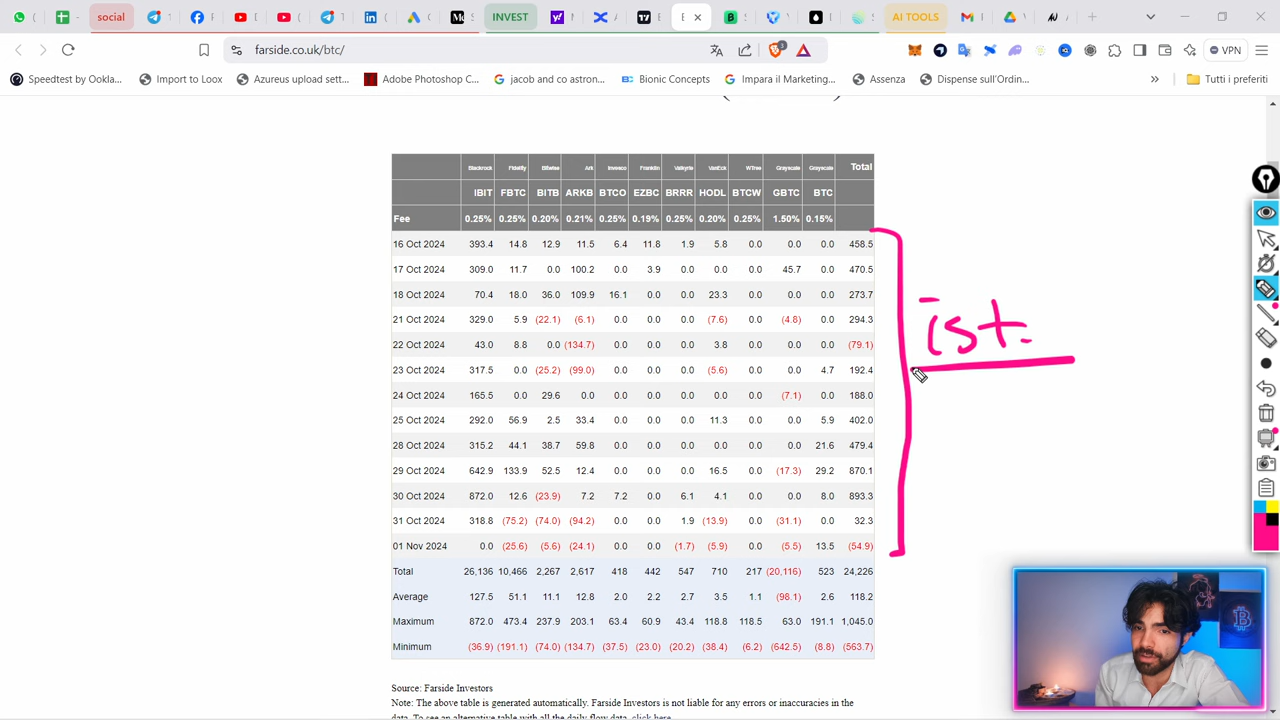 social
INVEST
AI TOOLS
farside.co.uk/btc/
VPN
Speedtest by Ookla...
Import to Loox
Azureus upload sett...
Adobe Photoshop C...
jacob and co astron...
Bionic Concepts
Impara il Marketing...
Assenza
Dispense sull'Ordin...
Tutti i preferiti
Blackrock Fidelity Bitwise Ark Invesco Franklin Valkyrie VanEck WTree Grayscale Grayscale Total
IBIT FBTC BITB ARKB BTCO EZBC BRRR HODL BTCW GBTC BTC
Fee 0.25% 0.25% 0.20% 0.21% 0.25% 0.19% 0.25% 0.20% 0.25% 1.50% 0.15%
16 Oct 2024 393.4 14.8 12.9 11.5 6.4 11.8 1.9 5.8 0.0 0.0 0.0 458.5
17 Oct 2024 309.0 11.7 0.0 100.2 0.0 3.9 0.0 0.0 0.0 45.7 0.0 470.5
18 Oct 2024 70.4 18.0 36.0 109.9 16.1 0.0 0.0 23.3 0.0 0.0 0.0 273.7
21 Oct 2024 329.0 5.9 (22.1) (6.1) 0.0 0.0 0.0 (7.6) 0.0 (4.8) 0.0 294.3
22 Oct 2024 43.0 8.8 0.0 (134.7) 0.0 0.0 0.0 3.8 0.0 0.0 0.0 (79.1)
23 Oct 2024 317.5 0.0 (25.2) (99.0) 0.0 0.0 0.0 (5.6) 0.0 0.0 4.7 192.4
24 Oct 2024 165.5 0.0 29.6 0.0 0.0 0.0 0.0 0.0 0.0 (7.1) 0.0 188.0
25 Oct 2024 292.0 56.9 2.5 33.4 0.0 0.0 0.0 11.3 0.0 0.0 5.9 402.0
28 Oct 2024 315.2 44.1 38.7 59.8 0.0 0.0 0.0 0.0 0.0 0.0 21.6 479.4
29 Oct 2024 642.9 133.9 52.5 12.4 0.0 0.0 0.0 16.5 0.0 (17.3) 29.2 870.1
30 Oct 2024 872.0 12.6 (23.9) 7.2 7.2 0.0 6.1 4.1 0.0 0.0 8.0 893.3
31 Oct 2024 318.8 (75.2) (74.0) (94.2) 0.0 0.0 1.9 (13.9) 0.0 (31.1) 0.0 32.3
01 Nov 2024 0.0 (25.6) (5.6) (24.1) 0.0 0.0 (1.7) (5.9) 0.0 (5.5) 13.5 (54.9)
Total 26,136 10,466 2,267 2,617 418 442 547 710 217 (20,116) 523 24,226
Average 127.5 51.1 11.1 12.8 2.0 2.2 2.7 3.5 1.1 (98.1) 2.6 118.2
Maximum 872.0 473.4 237.9 203.1 63.4 60.9 43.4 118.8 118.5 63.0 191.1 1,045.0
Minimum (36.9) (191.1) (74.0) (134.7) (37.5) (23.0) (20.2) (38.4) (6.2) (642.5) (8.8) (563.7)
ist.
Source: Farside Investors
Note: The above table is generated automatically. Farside Investors is not liable for any errors or inaccuracies in the
data. To see an alternative table with all the daily flow data, click here.